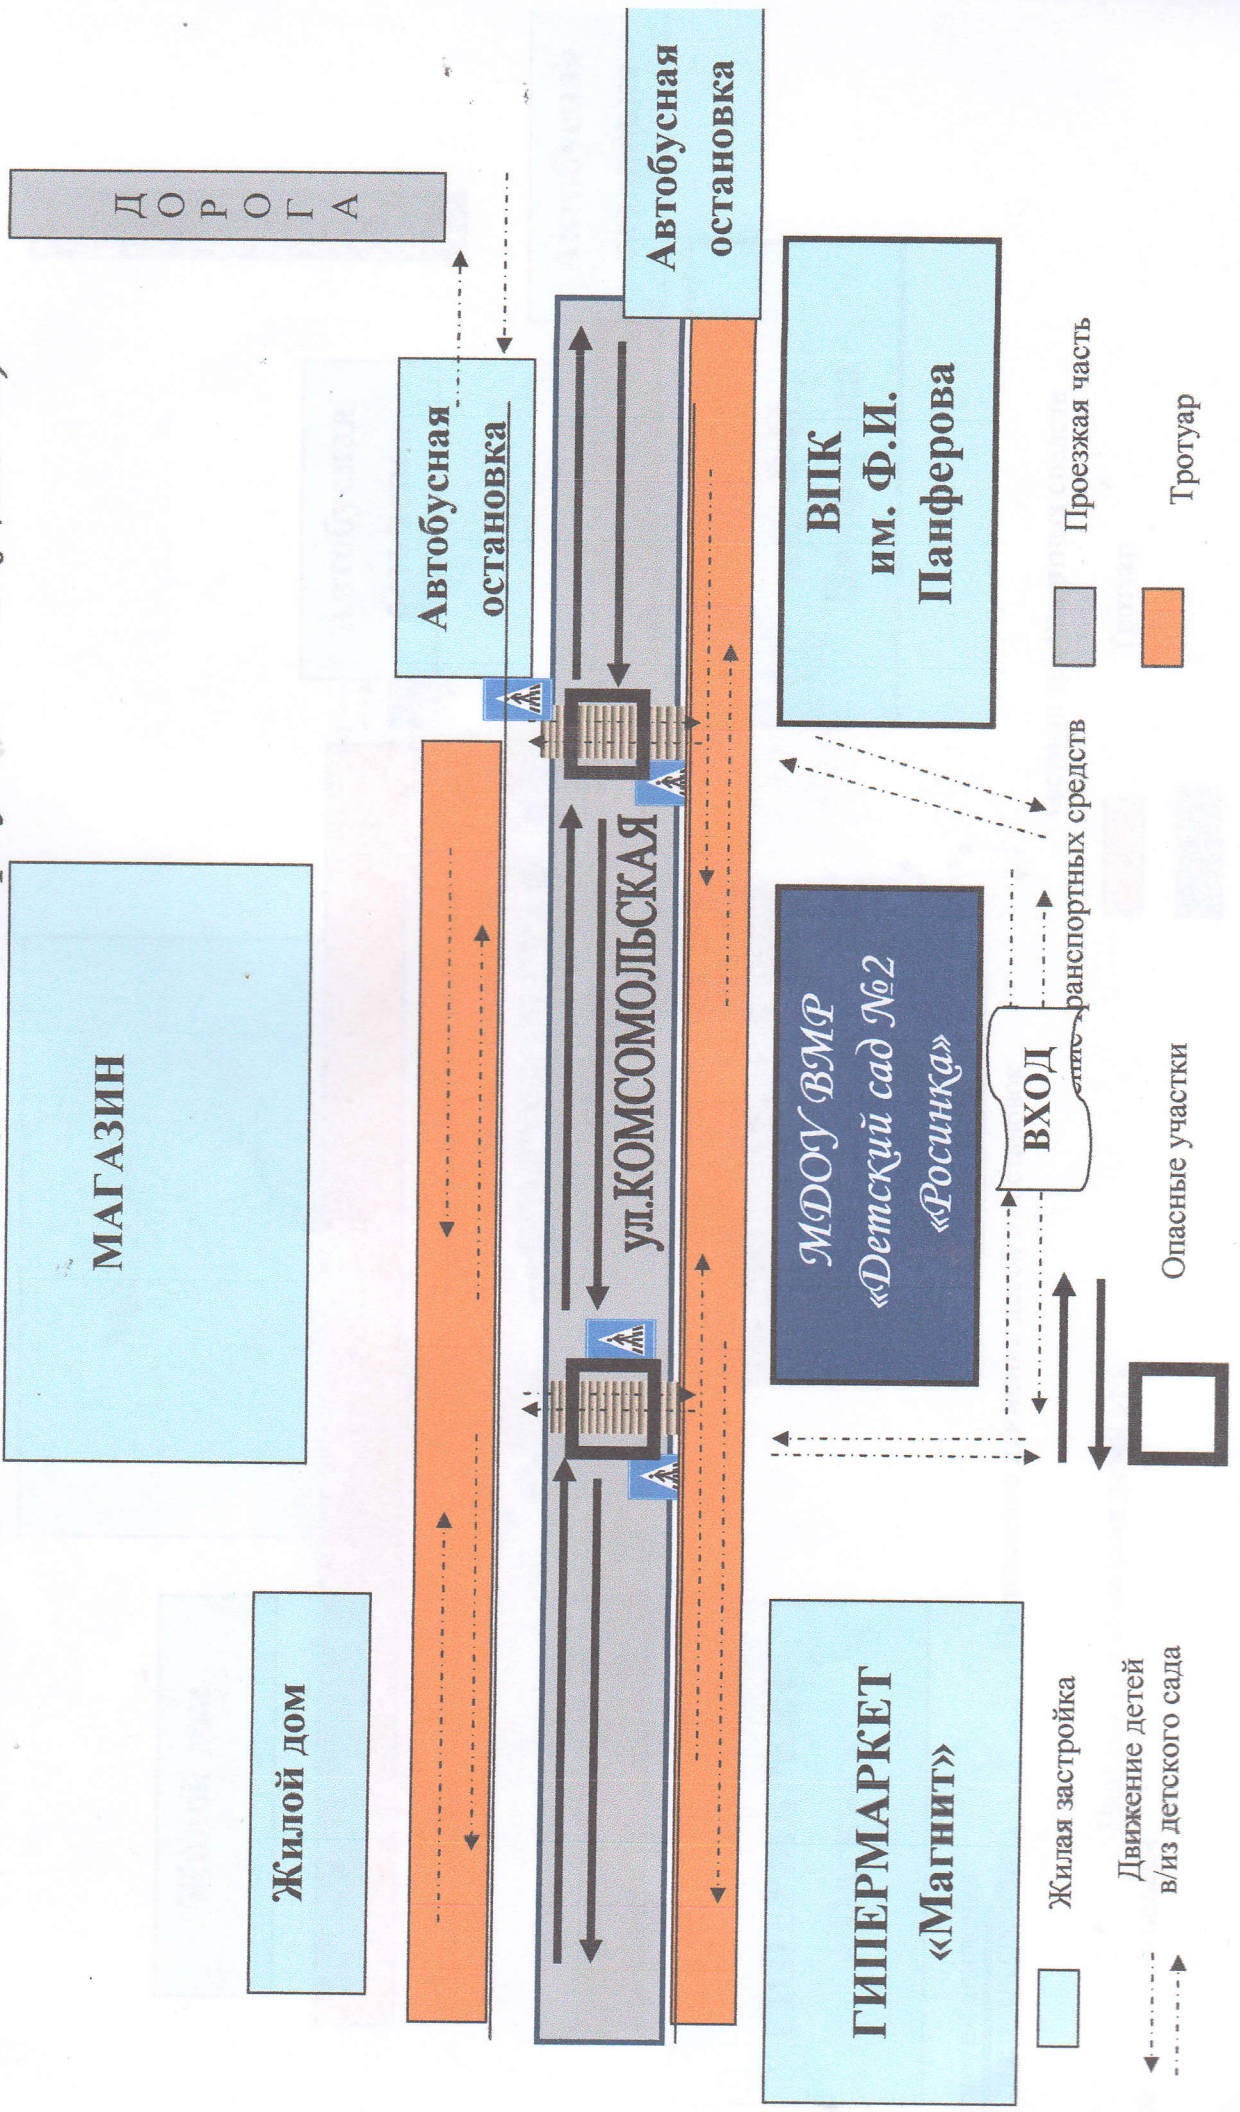 ДОРОГА
МАГАЗИН
Жилой дом
Автобусная
остановка
Автобусная
остановка
ул.КОМСОМОЛЬСКАЯ
ГИПЕРМАРКЕТ
«Магнит»
МДОУ ВМР
«Детский сад №2
«Росинка»
ВПК
им. Ф.И.
Панферова
ВХОД
Жилая застройка
ранспортных средств
Проезжая часть
Движение детей
в/из детского сада
Опасные участки
Тротуар